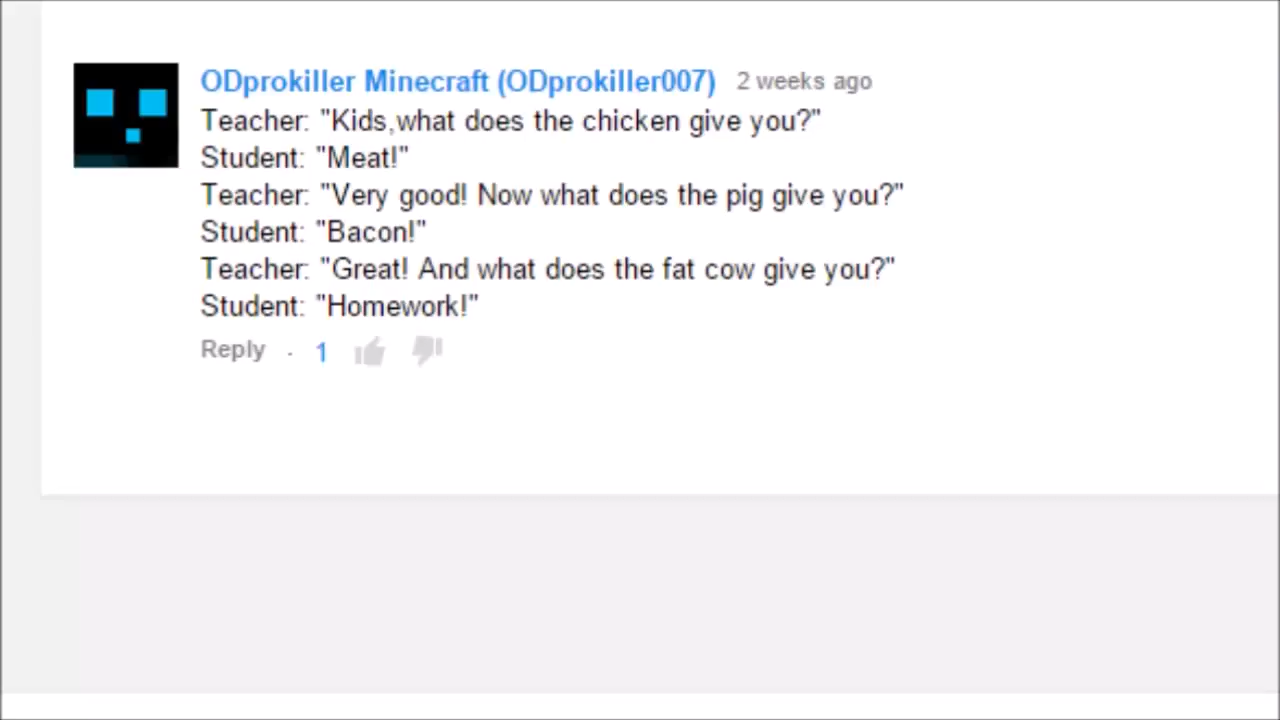 ODprokiller Minecraft (ODprokiller007) 2 weeks ago
Teacher: "Kids,what does the chicken give you?"
Student: "Meat!"
Teacher: "Very good! Now what does the pig give you?"
Student: "Bacon!"
Teacher: "Great! And what does the fat cow give you?"
Student: "Homework!"
Reply · 1